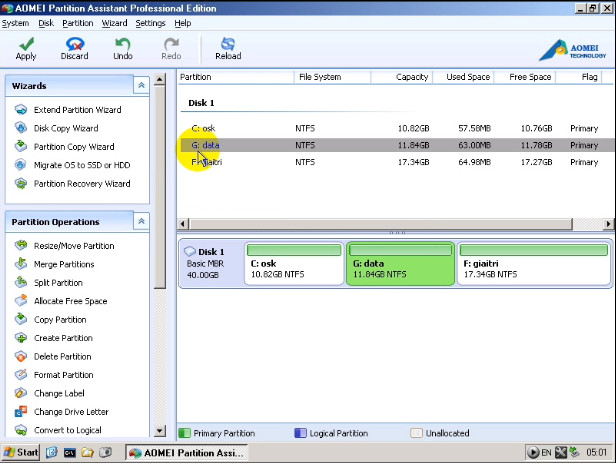 AOMEI Partition Assistant Professional Edition
System Disk Partition Wizard Settings Help
Apply Discard Undo Redo Reload
AOMEI
TECHNOLOGY
Wizards
Extend Partition Wizard
Disk Copy Wizard
Partition Copy Wizard
Migrate OS to SSD or HDD
Partition Recovery Wizard
Partition Operations
Resize/Move Partition
Merge Partitions
Split Partition
Allocate Free Space
Copy Partition
Create Partition
Delete Partition
Format Partition
Change Label
Change Drive Letter
Convert to Logical
Partition File System Capacity Used Space Free Space Flag
Disk 1
C: osk NTFS 10.82GB 57.58MB 10.76GB Primary
G: data NTFS 11.84GB 63.00MB 11.78GB Primary
F: giaitri NTFS 17.34GB 64.98MB 17.27GB Primary
Disk 1
Basic MBR
40.00GB
C: osk
10.82GB NTFS
G: data
11.84GB NTFS
F: giaitri
17.34GB NTFS
Primary Partition Logical Partition Unallocated
Start AOMEI Partition Assi... EN 05:01